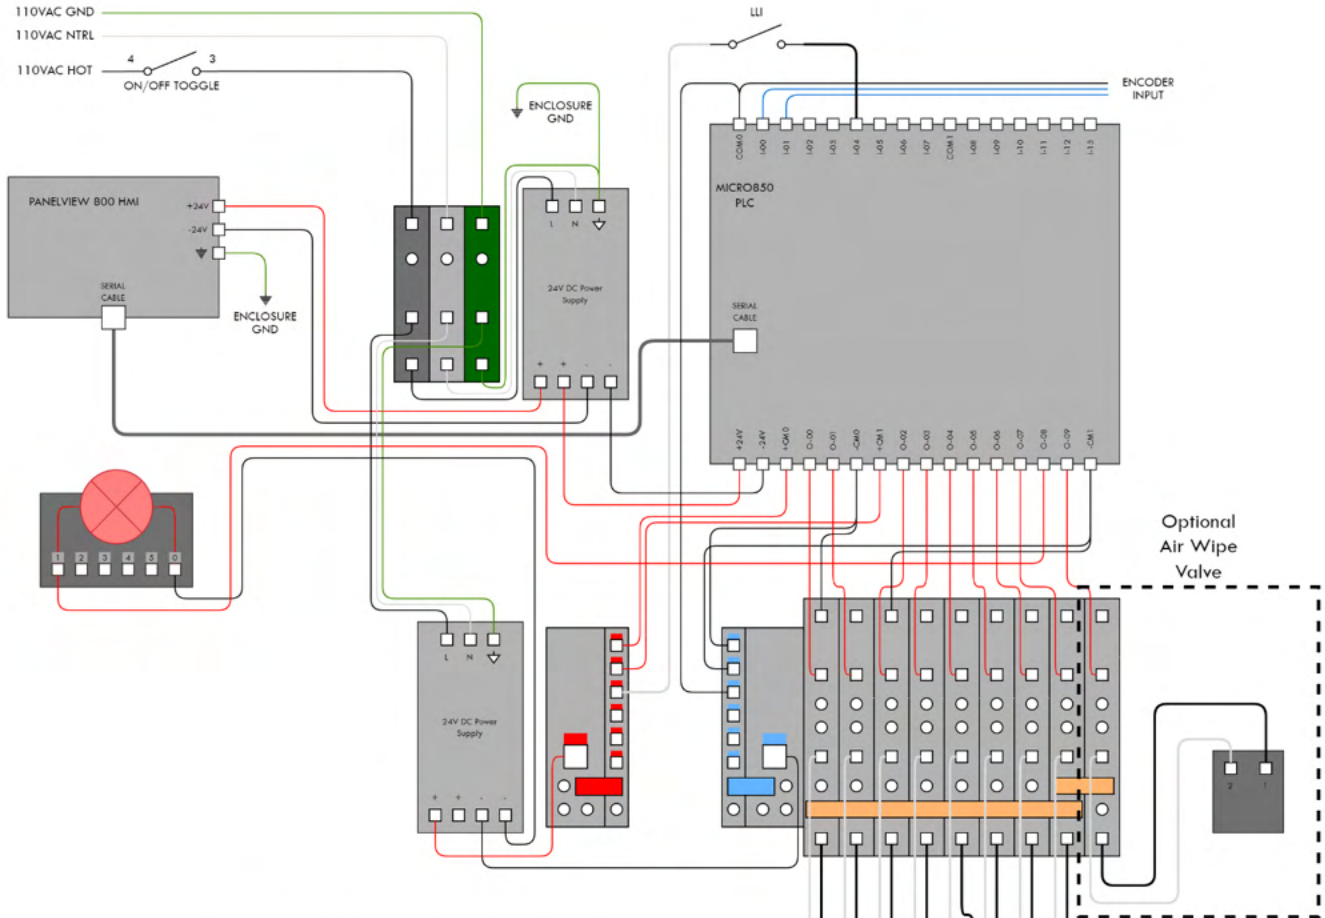 110VAC GND
110VAC NTRL
110VAC HOT
4
3
ON/OFF TOGGLE
LLI
ENCLOSURE
GND
ENCODER
INPUT
COM0
I-00
I-01
I-02
I-03
I-04
I-05
I-06
I-07
COM1
I-08
I-09
I-10
I-11
I-12
I-13
MICRO850
PLC
PANELVIEW 800 HMI
+24V
-24V
SERIAL
CABLE
ENCLOSURE
GND
L
N
24V DC Power
Supply
+
+
-
-
SERIAL
CABLE
+24V
-24V
+CM0
O-00
O-01
-CM0
+CM1
O-02
O-03
O-04
O-05
O-06
O-07
O-08
O-09
-CM1
1
2
3
4
5
0
Optional
Air Wipe
Valve
L
N
24V DC Power
Supply
+
+
-
-
2
1